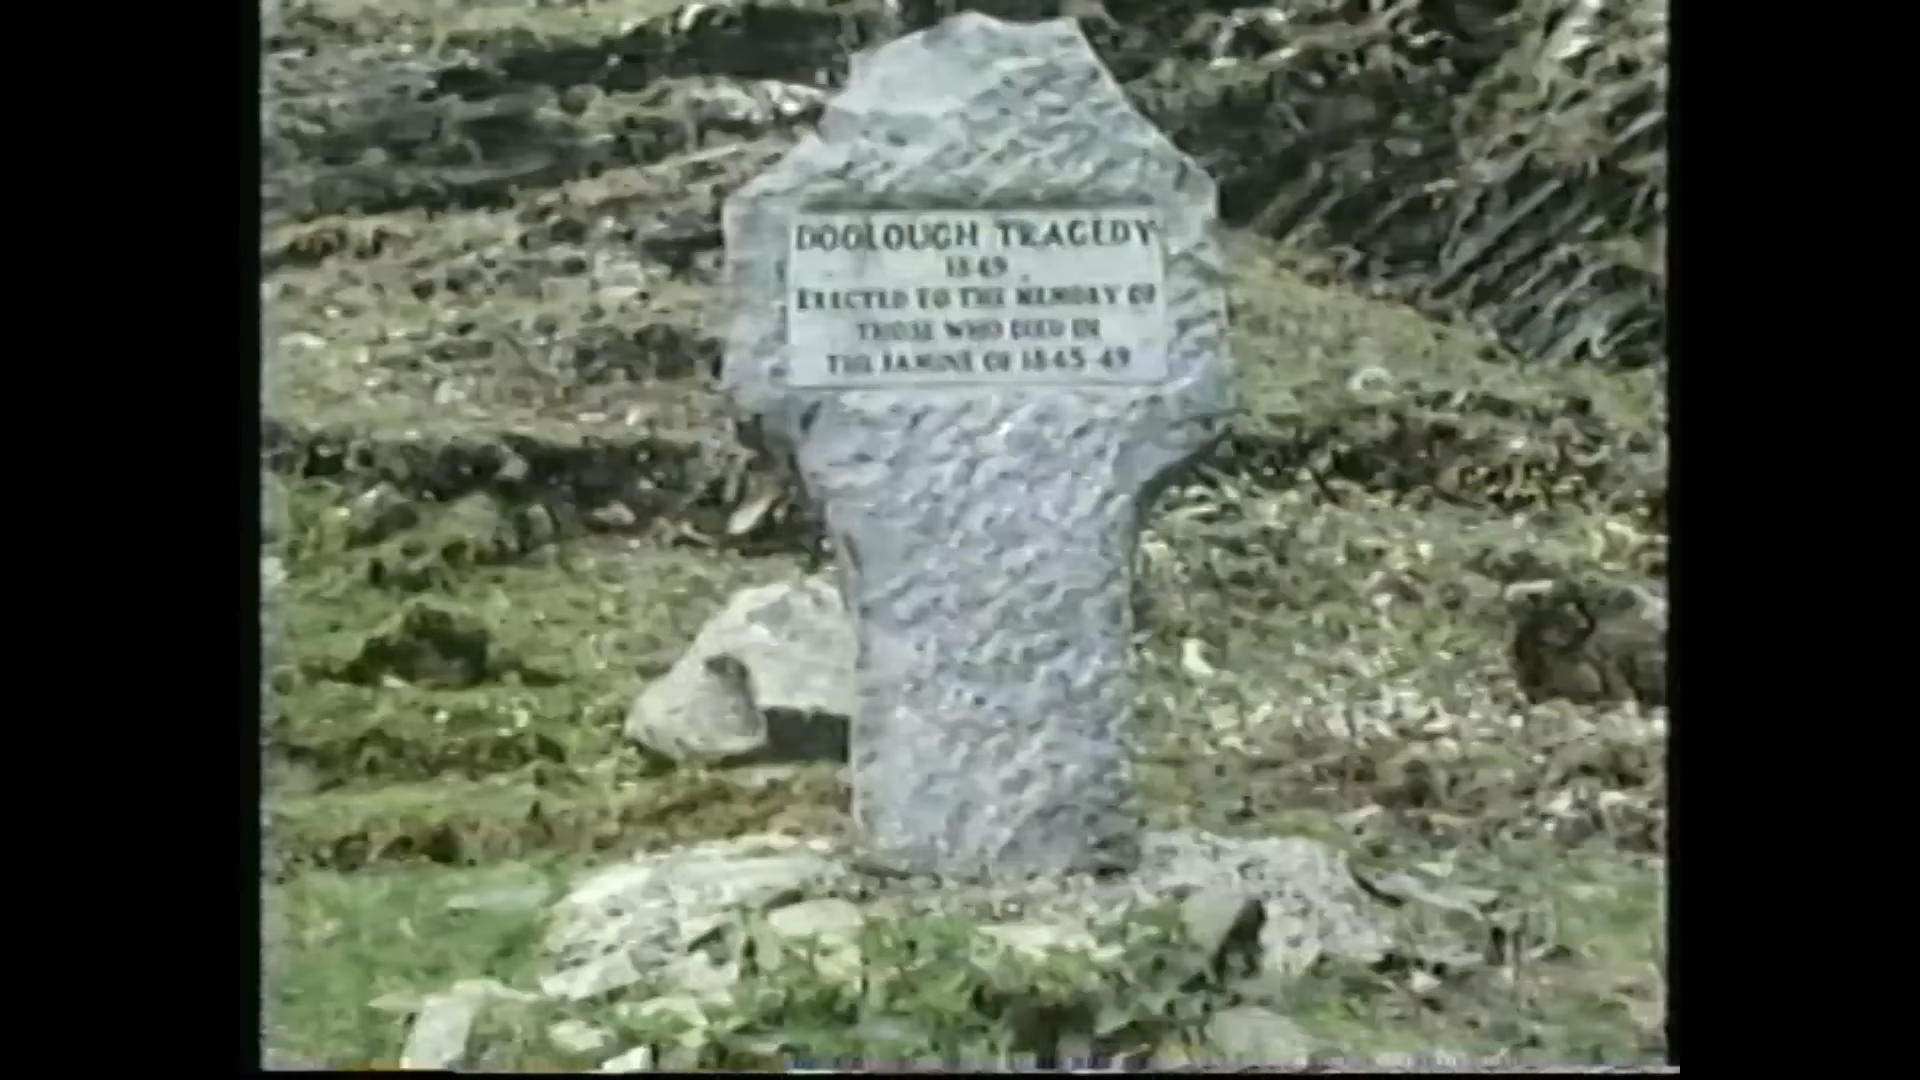 DOOLOUGH TRAGEDY
1849
ERECTED TO THE MEMORY OF
THOSE WHO DIED IN
THE FAMINE OF 1845-49